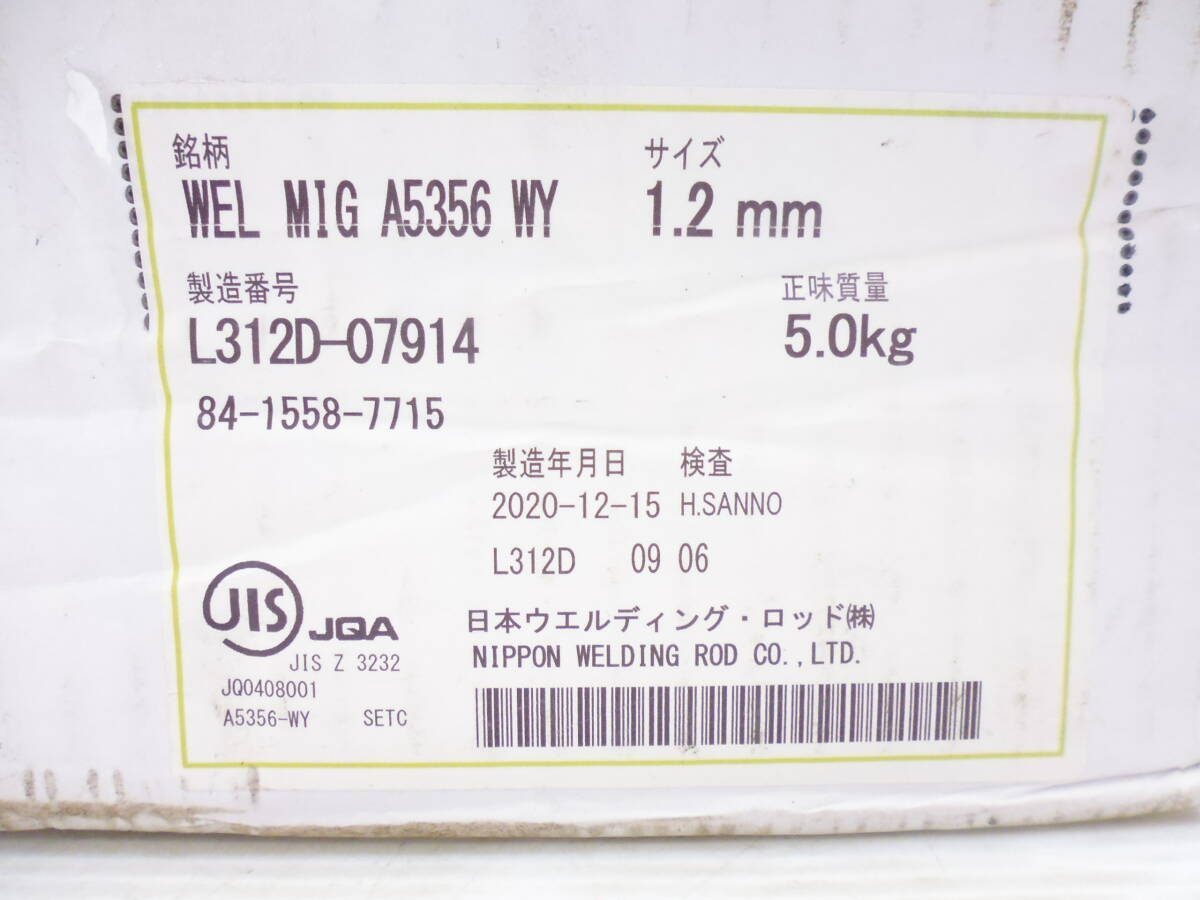 銘柄 サイズ
WEL MIG A5356 WY 1.2 mm
製造番号 正味質量
L312D-07914 5.0kg
84-1558-7715
製造年月日 検査
2020-12-15 H.SANNO
L312D 09 06
JIS JQA
JIS Z 3232
JQ0408001
A5356-WY SETC
日本ウエルディング・ロッド㈱
NIPPON WELDING ROD CO.,LTD.